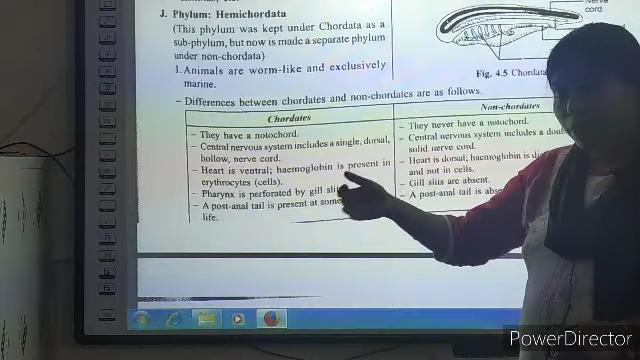 Nerve
cord
J. Phylum: Hemichordata
(This phylum was kept under Chordata as a
sub-phylum, but now is made a separate phylum
under non-chordata)
1. Animals are worm-like and exclusively
marine.
Fig. 4.5 Chordata
– Differences between chordates and non-chordates are as follows.
Chordates
– They have a notochord.
– Central nervous system includes a single, dorsal,
hollow, nerve cord.
– Heart is ventral; haemoglobin is present in
erythrocytes (cells).
– Pharynx is perforated by gill
– A post-anal tail is present at some
life.
Non-chordates
– They never have a notochord.
– Central nervous system includes a
solid nerve cord.
– Heart is dorsal; haemoglobin is
and not in cells.
– Gill slits are absent.
– A post-anal tail is
PowerDirector